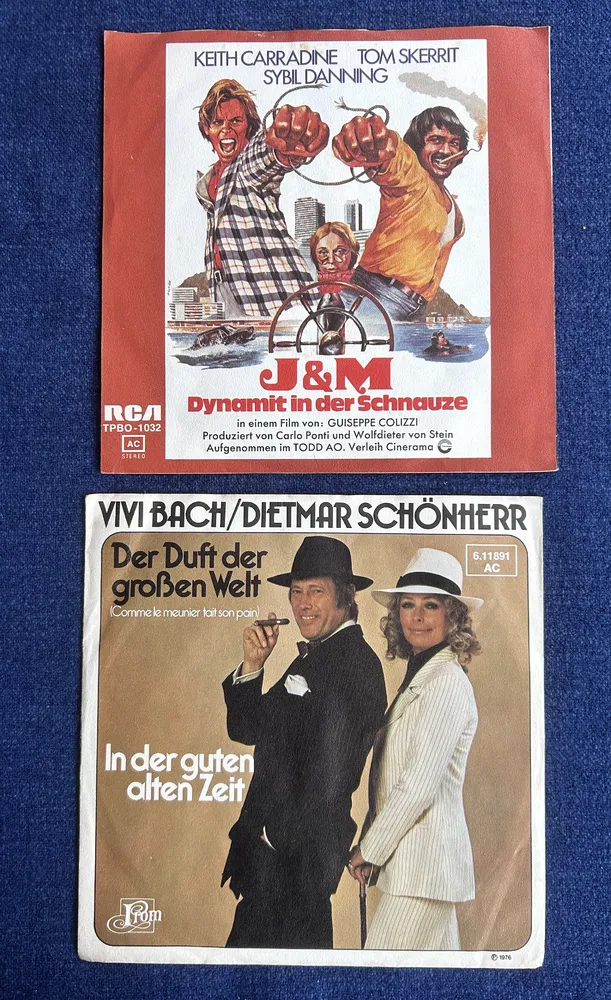 KEITH CARRADINE TOM SKERRIT
SYBIL DANNING
J&M
Dynamit in der Schnauze
in einem Film von: GUISEPPE COLIZZI
Produziert von Carlo Ponti und Wolfdieter von Stein
Aufgenommen im TODD AO. Verleih Cinerama
RCA
TPBO-1032
AC
STEREO
VIVI BACH/DIETMAR SCHÖNHERR
Der Duft der
großen Welt
(Comme le meunier fait son pain)
6.11891
AC
In der guten
alten Zeit
Prom
℗ 1976